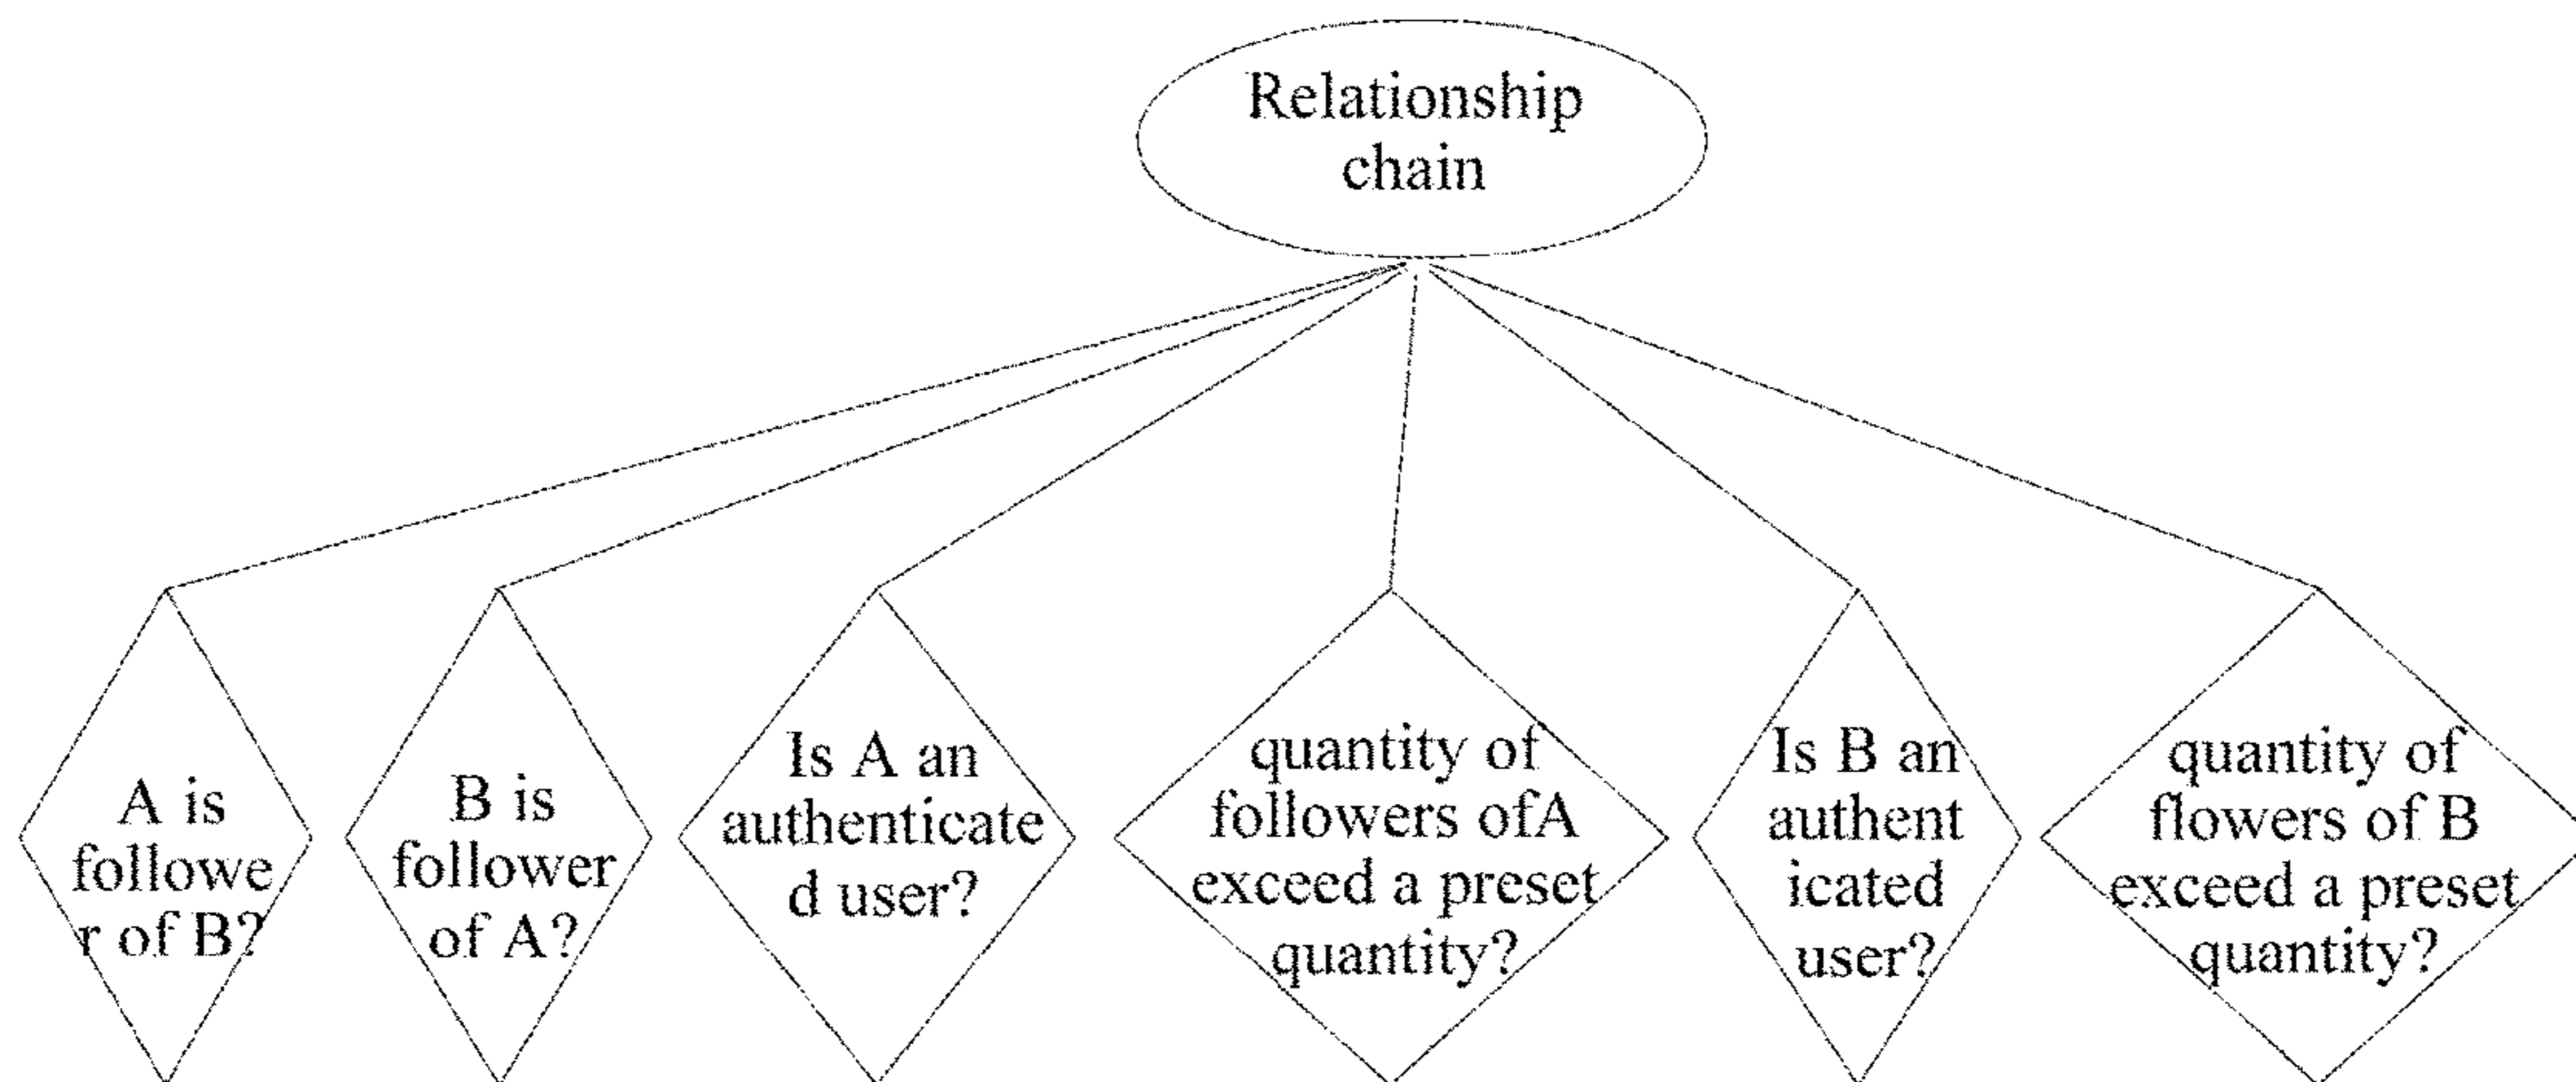 Relationship
chain
A is
followe
r of B?
B is
follower
of A?
Is A an
authenticate
d user?
quantity of
followers ofA
exceed a preset
quantity?
Is B an
authent
icated
user?
quantity of
flowers of B
exceed a preset
quantity?